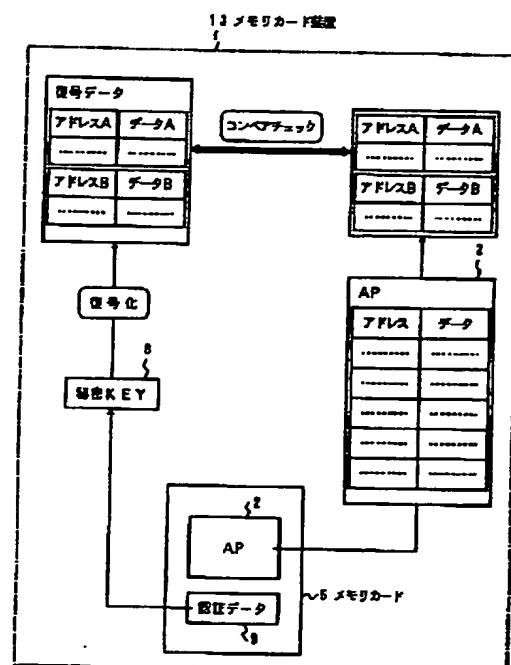 13 メモリカード装置
復号データ
アドレスA データA
アドレスB データB
コンペアチェック
アドレスA データA
アドレスB データB
2
AP
アドレス データ
復号化
8
秘密KEY
2
AP
認証データ
9
5 メモリカード